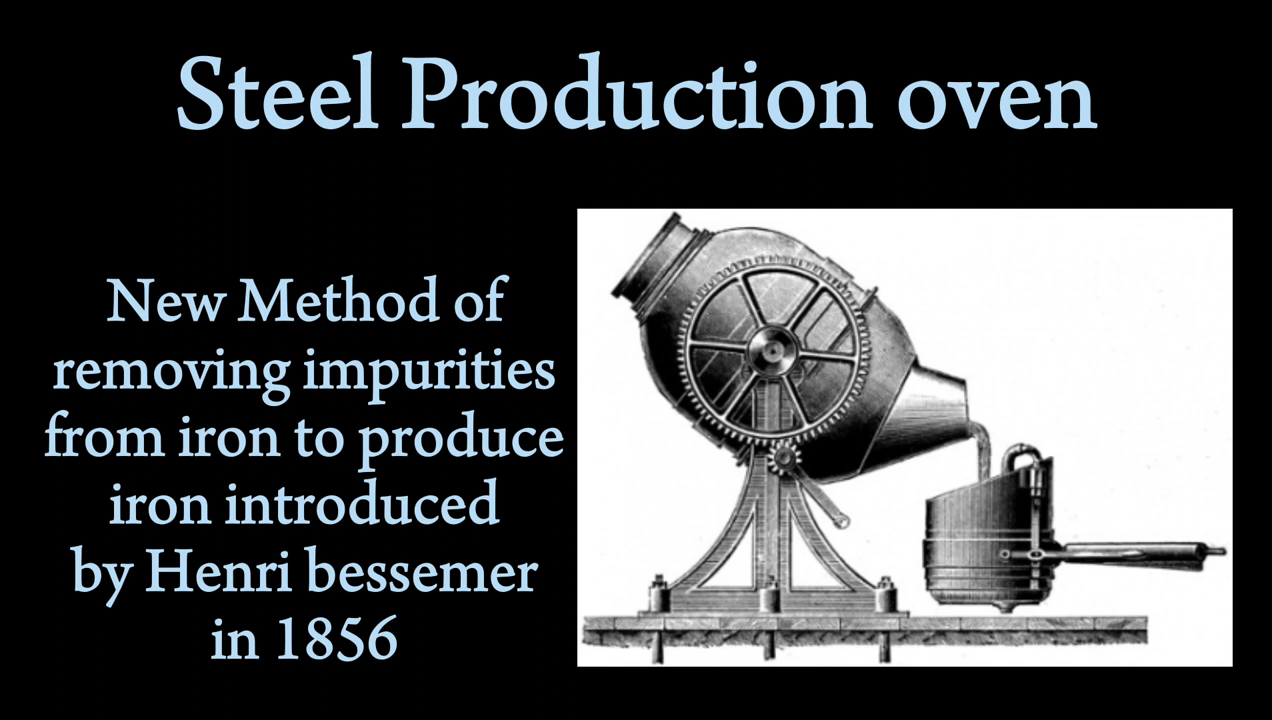 Steel Production oven
New Method of
removing impurities
from iron to produce
iron introduced
by Henri bessemer
in 1856